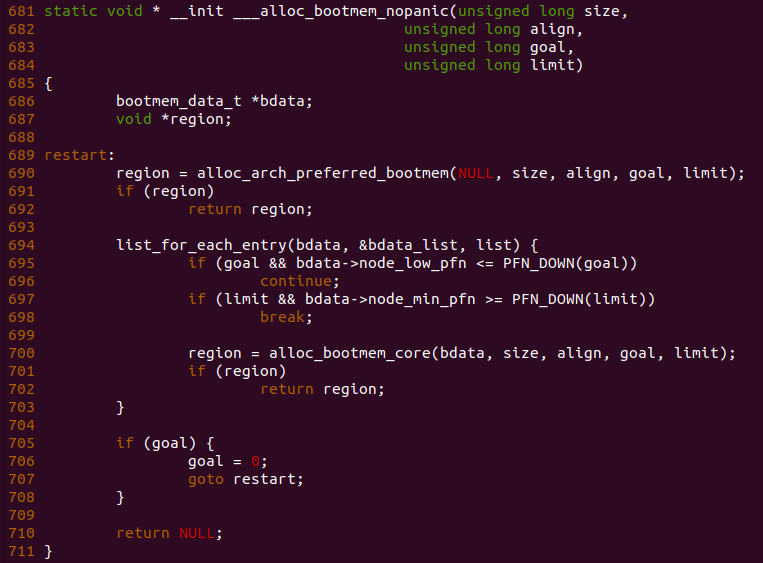 681 static void * __init ___alloc_bootmem_nopanic(unsigned long size,
682                                         unsigned long align,
683                                         unsigned long goal,
684                                         unsigned long limit)
685 {
686         bootmem_data_t *bdata;
687         void *region;
688
689 restart:
690         region = alloc_arch_preferred_bootmem(NULL, size, align, goal, limit);
691         if (region)
692                 return region;
693
694         list_for_each_entry(bdata, &bdata_list, list) {
695                 if (goal && bdata->node_low_pfn <= PFN_DOWN(goal))
696                         continue;
697                 if (limit && bdata->node_min_pfn >= PFN_DOWN(limit))
698                         break;
699
700                 region = alloc_bootmem_core(bdata, size, align, goal, limit);
701                 if (region)
702                         return region;
703         }
704
705         if (goal) {
706                 goal = 0;
707                 goto restart;
708         }
709
710         return NULL;
711 }